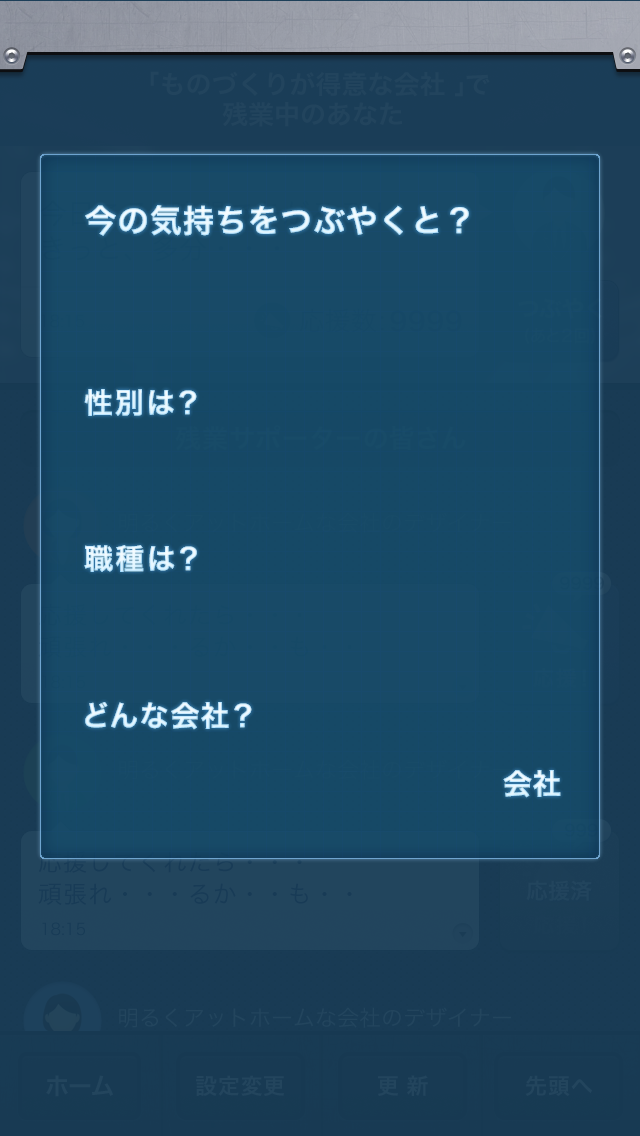 「ものづくりが得意な会社」で
残業中のあなた
今の気持ちをつぶやくと？
性別は？
残業サポーターの皆さん
職種は？
どんな会社？
会社
応援してくれたら・・・
頑張れ・・・るか・・も・・
応援済
18:15
明るくアットホームな会社のデザイナー
ホーム
設定変更
更 新
先頭へ